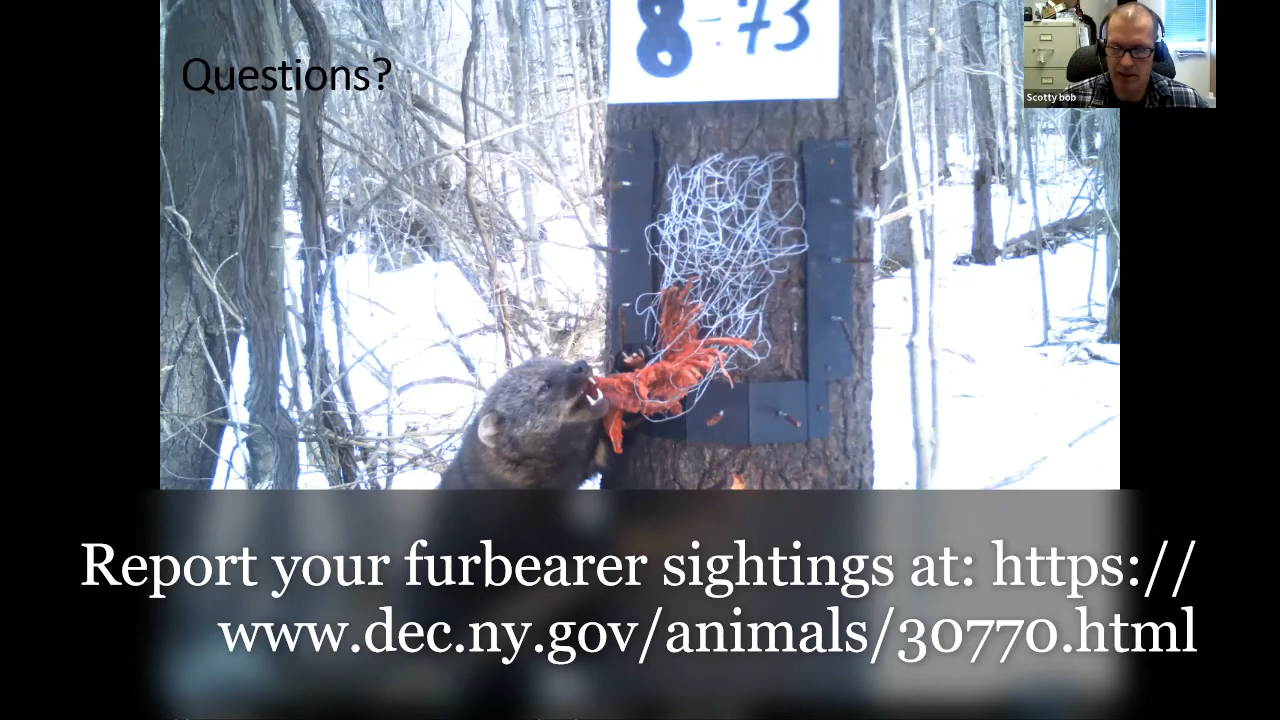 Questions?
8-73
Scotty bob
Report your furbearer sightings at: https://
www.dec.ny.gov/animals/30770.html